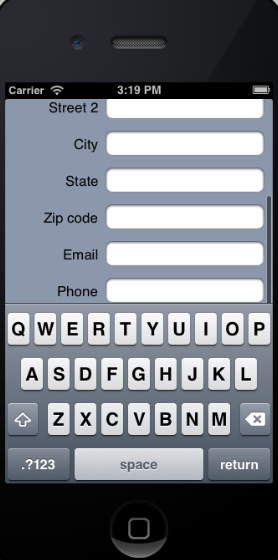 Carrier 3:19 PM
Street 2
City
State
Zip code
Email
Phone
Q W E R T Y U I O P
A S D F G H J K L
Z X C V B N M
.?123 space return